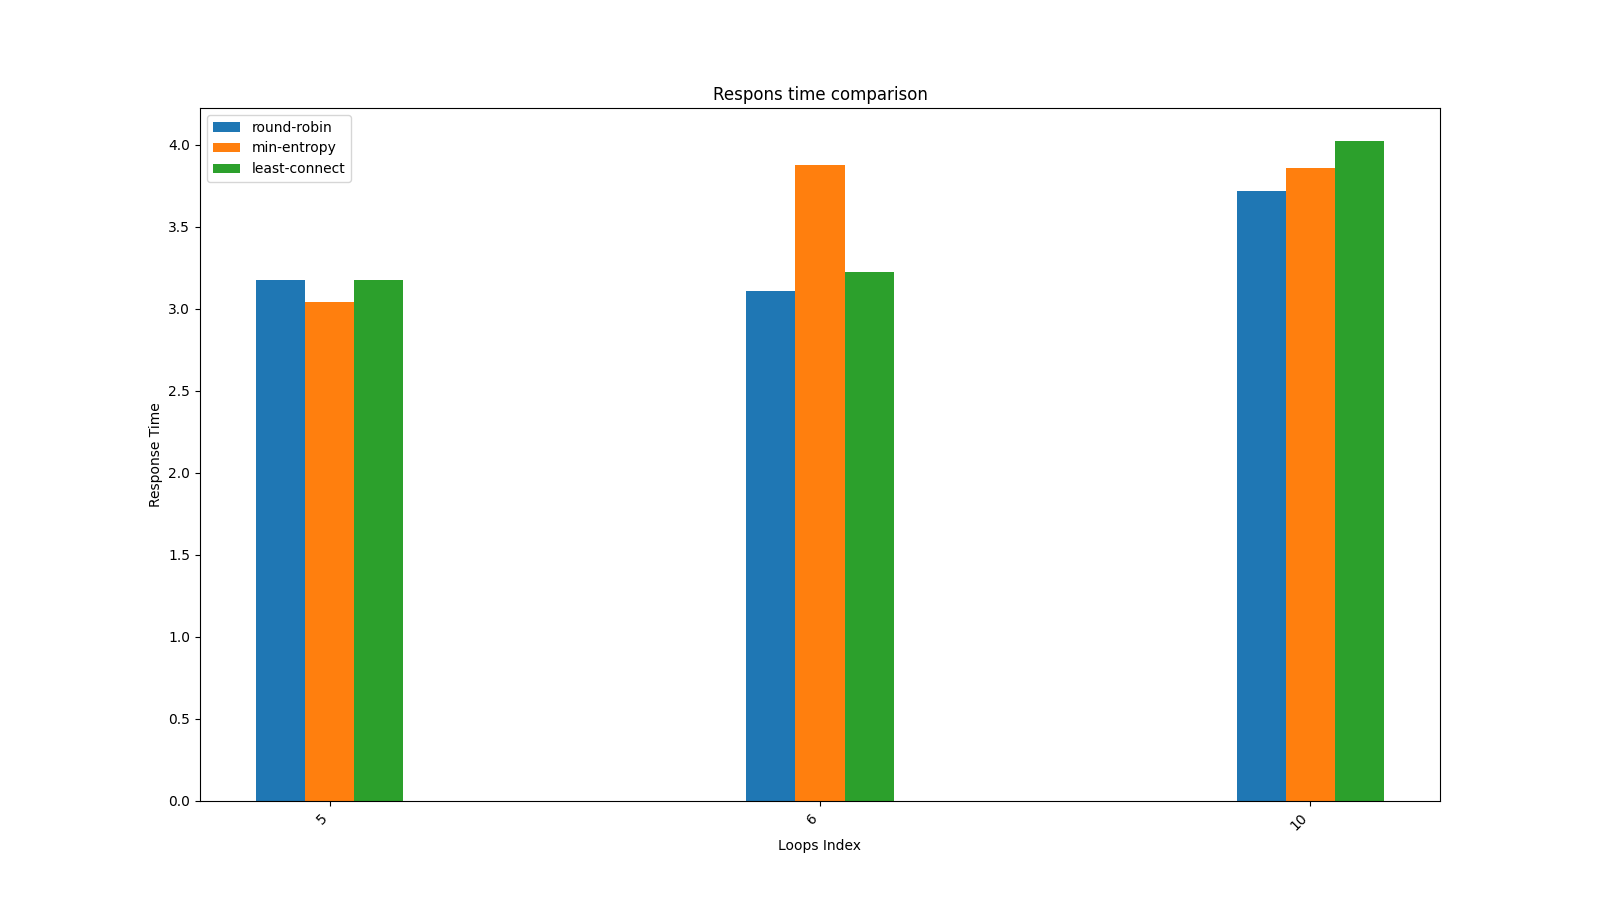 Respons time comparison
round-robin
min-entropy
least-connect
4.0
3.5
3.0
2.5
2.0
1.5
1.0
0.5
0.0
Response Time
5
6
10
Loops Index